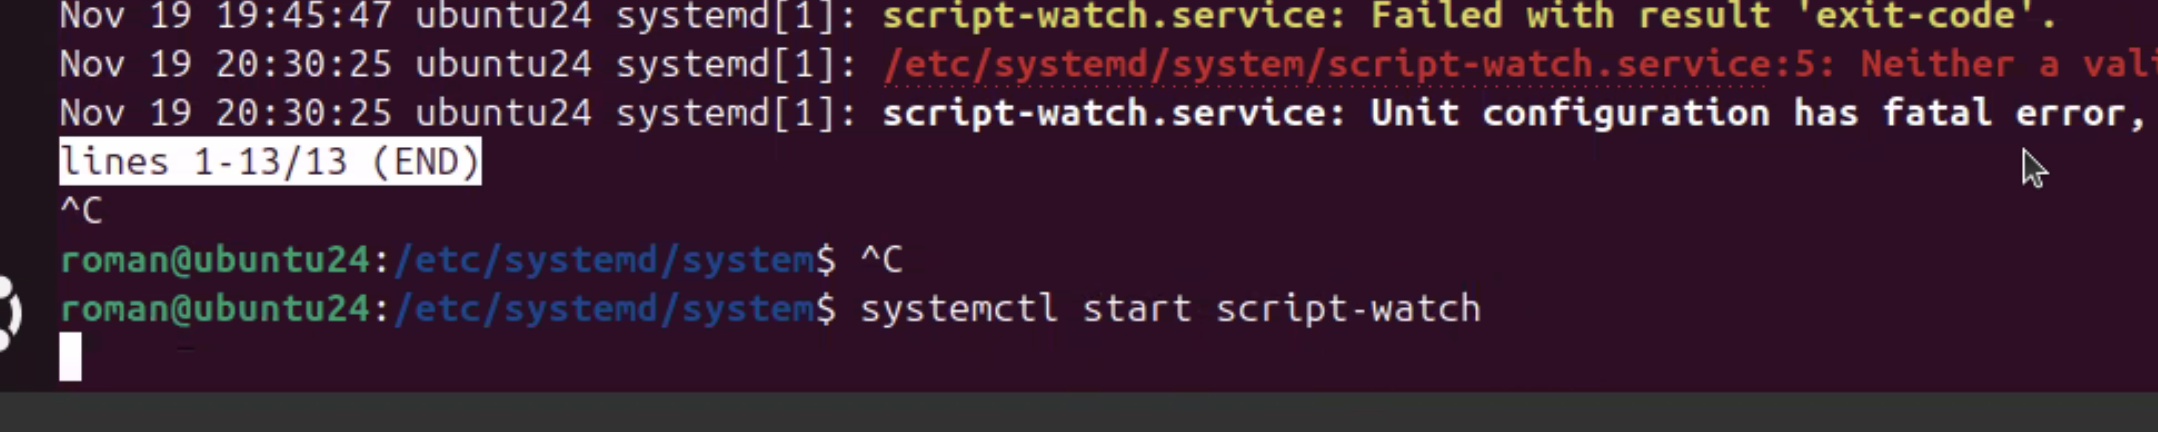 Nov 19 19:45:47 ubuntu24 systemd[1]: script-watch.service: Failed with result 'exit-code'.
Nov 19 20:30:25 ubuntu24 systemd[1]: /etc/systemd/system/script-watch.service:5: Neither a vali
Nov 19 20:30:25 ubuntu24 systemd[1]: script-watch.service: Unit configuration has fatal error,
lines 1-13/13 (END)
^C
roman@ubuntu24:/etc/systemd/system$ ^C
roman@ubuntu24:/etc/systemd/system$ systemctl start script-watch